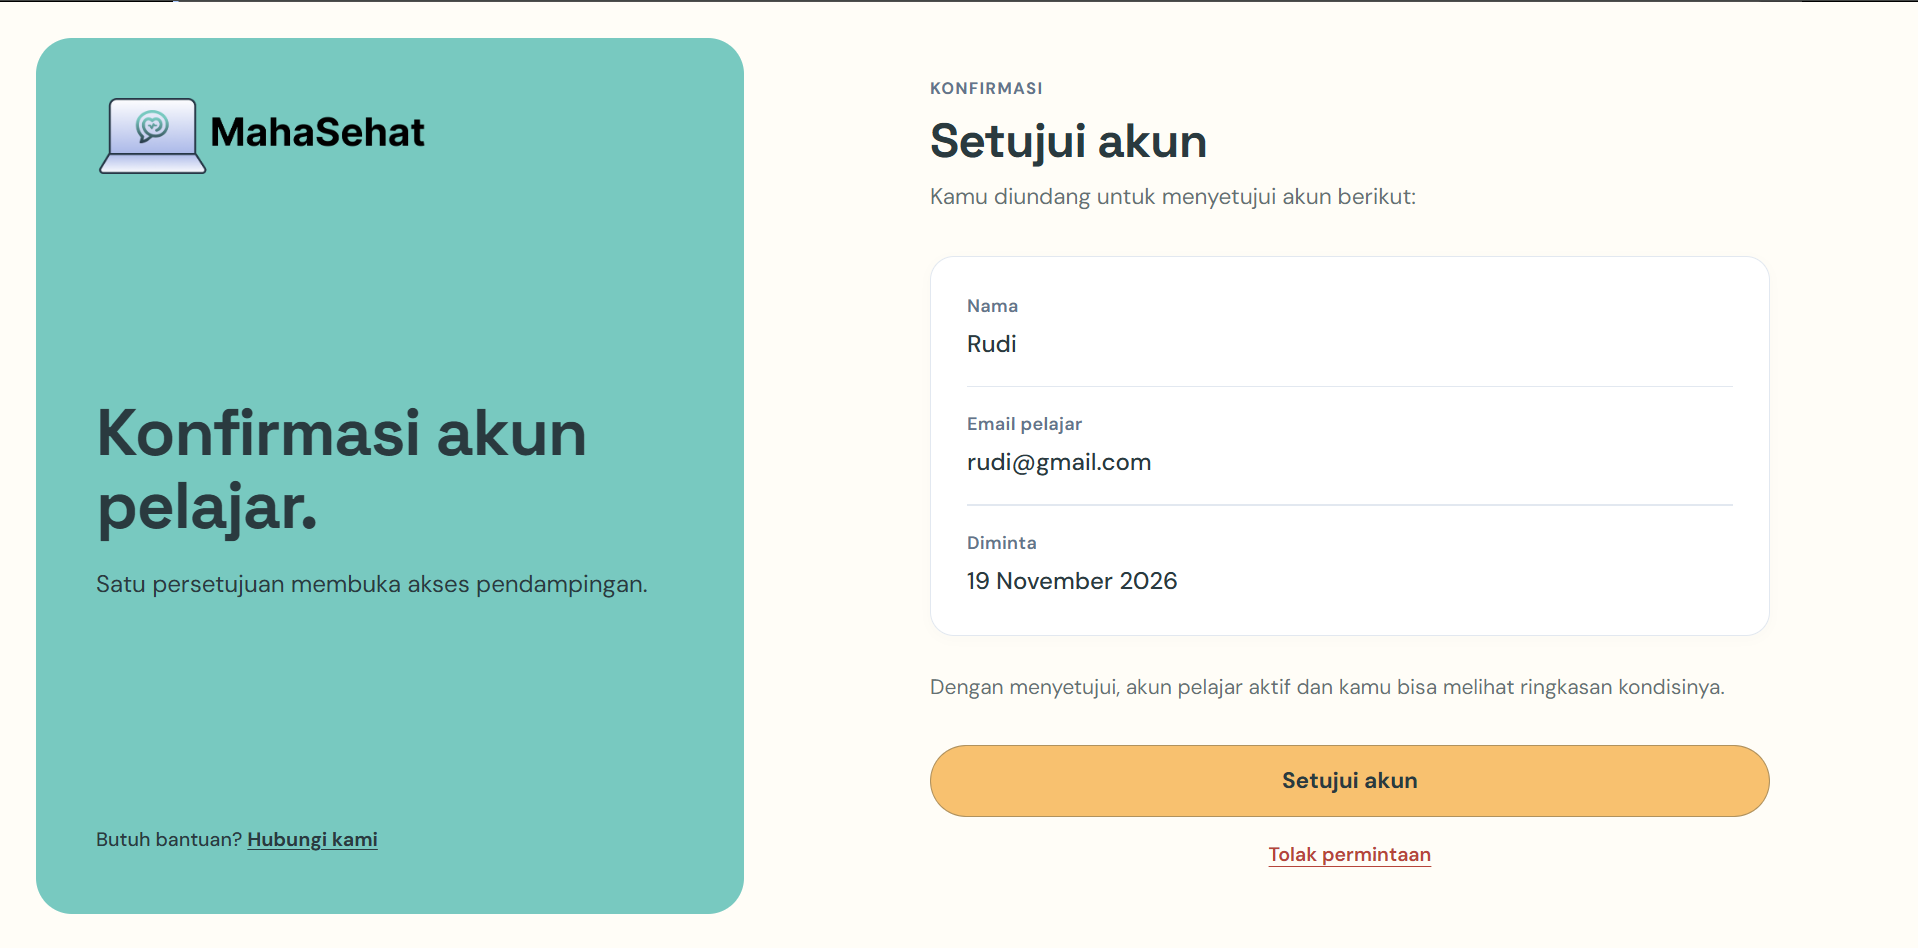 MahaSehat
Konfirmasi akun
pelajar.
Satu persetujuan membuka akses pendampingan.
Butuh bantuan? Hubungi kami
KONFIRMASI
Setujui akun
Kamu diundang untuk menyetujui akun berikut:
Nama
Rudi
Email pelajar
rudi@gmail.com
Diminta
19 November 2026
Dengan menyetujui, akun pelajar aktif dan kamu bisa melihat ringkasan kondisinya.
Setujui akun
Tolak permintaan